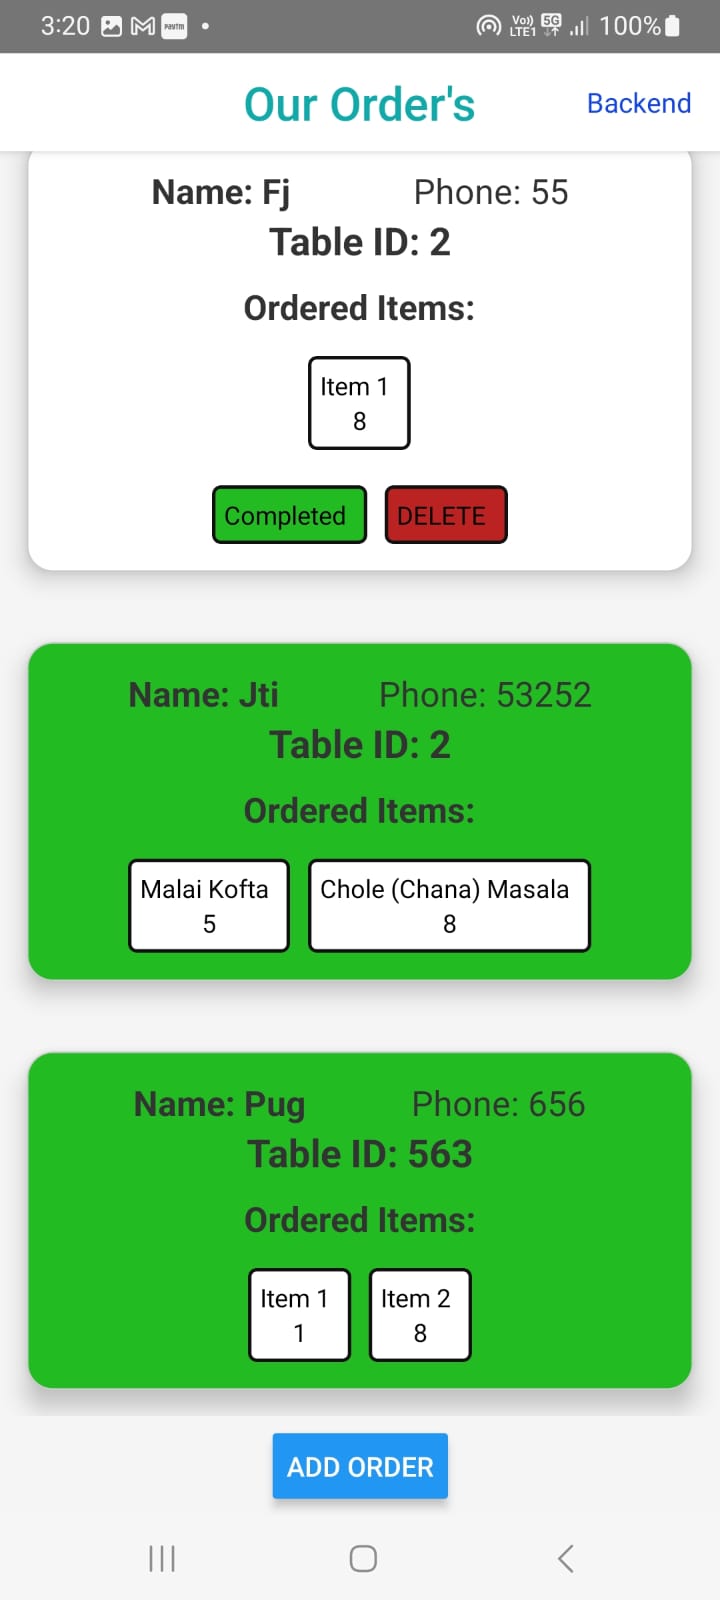 3:20 Paytm Vo)) LTE1 5G 100%
Our Order's Backend
Name: Fj Phone: 55
Table ID: 2
Ordered Items:
Item 1
8
Completed DELETE
Name: Jti Phone: 53252
Table ID: 2
Ordered Items:
Malai Kofta Chole (Chana) Masala
5 8
Name: Pug Phone: 656
Table ID: 563
Ordered Items:
Item 1 Item 2
1 8
ADD ORDER